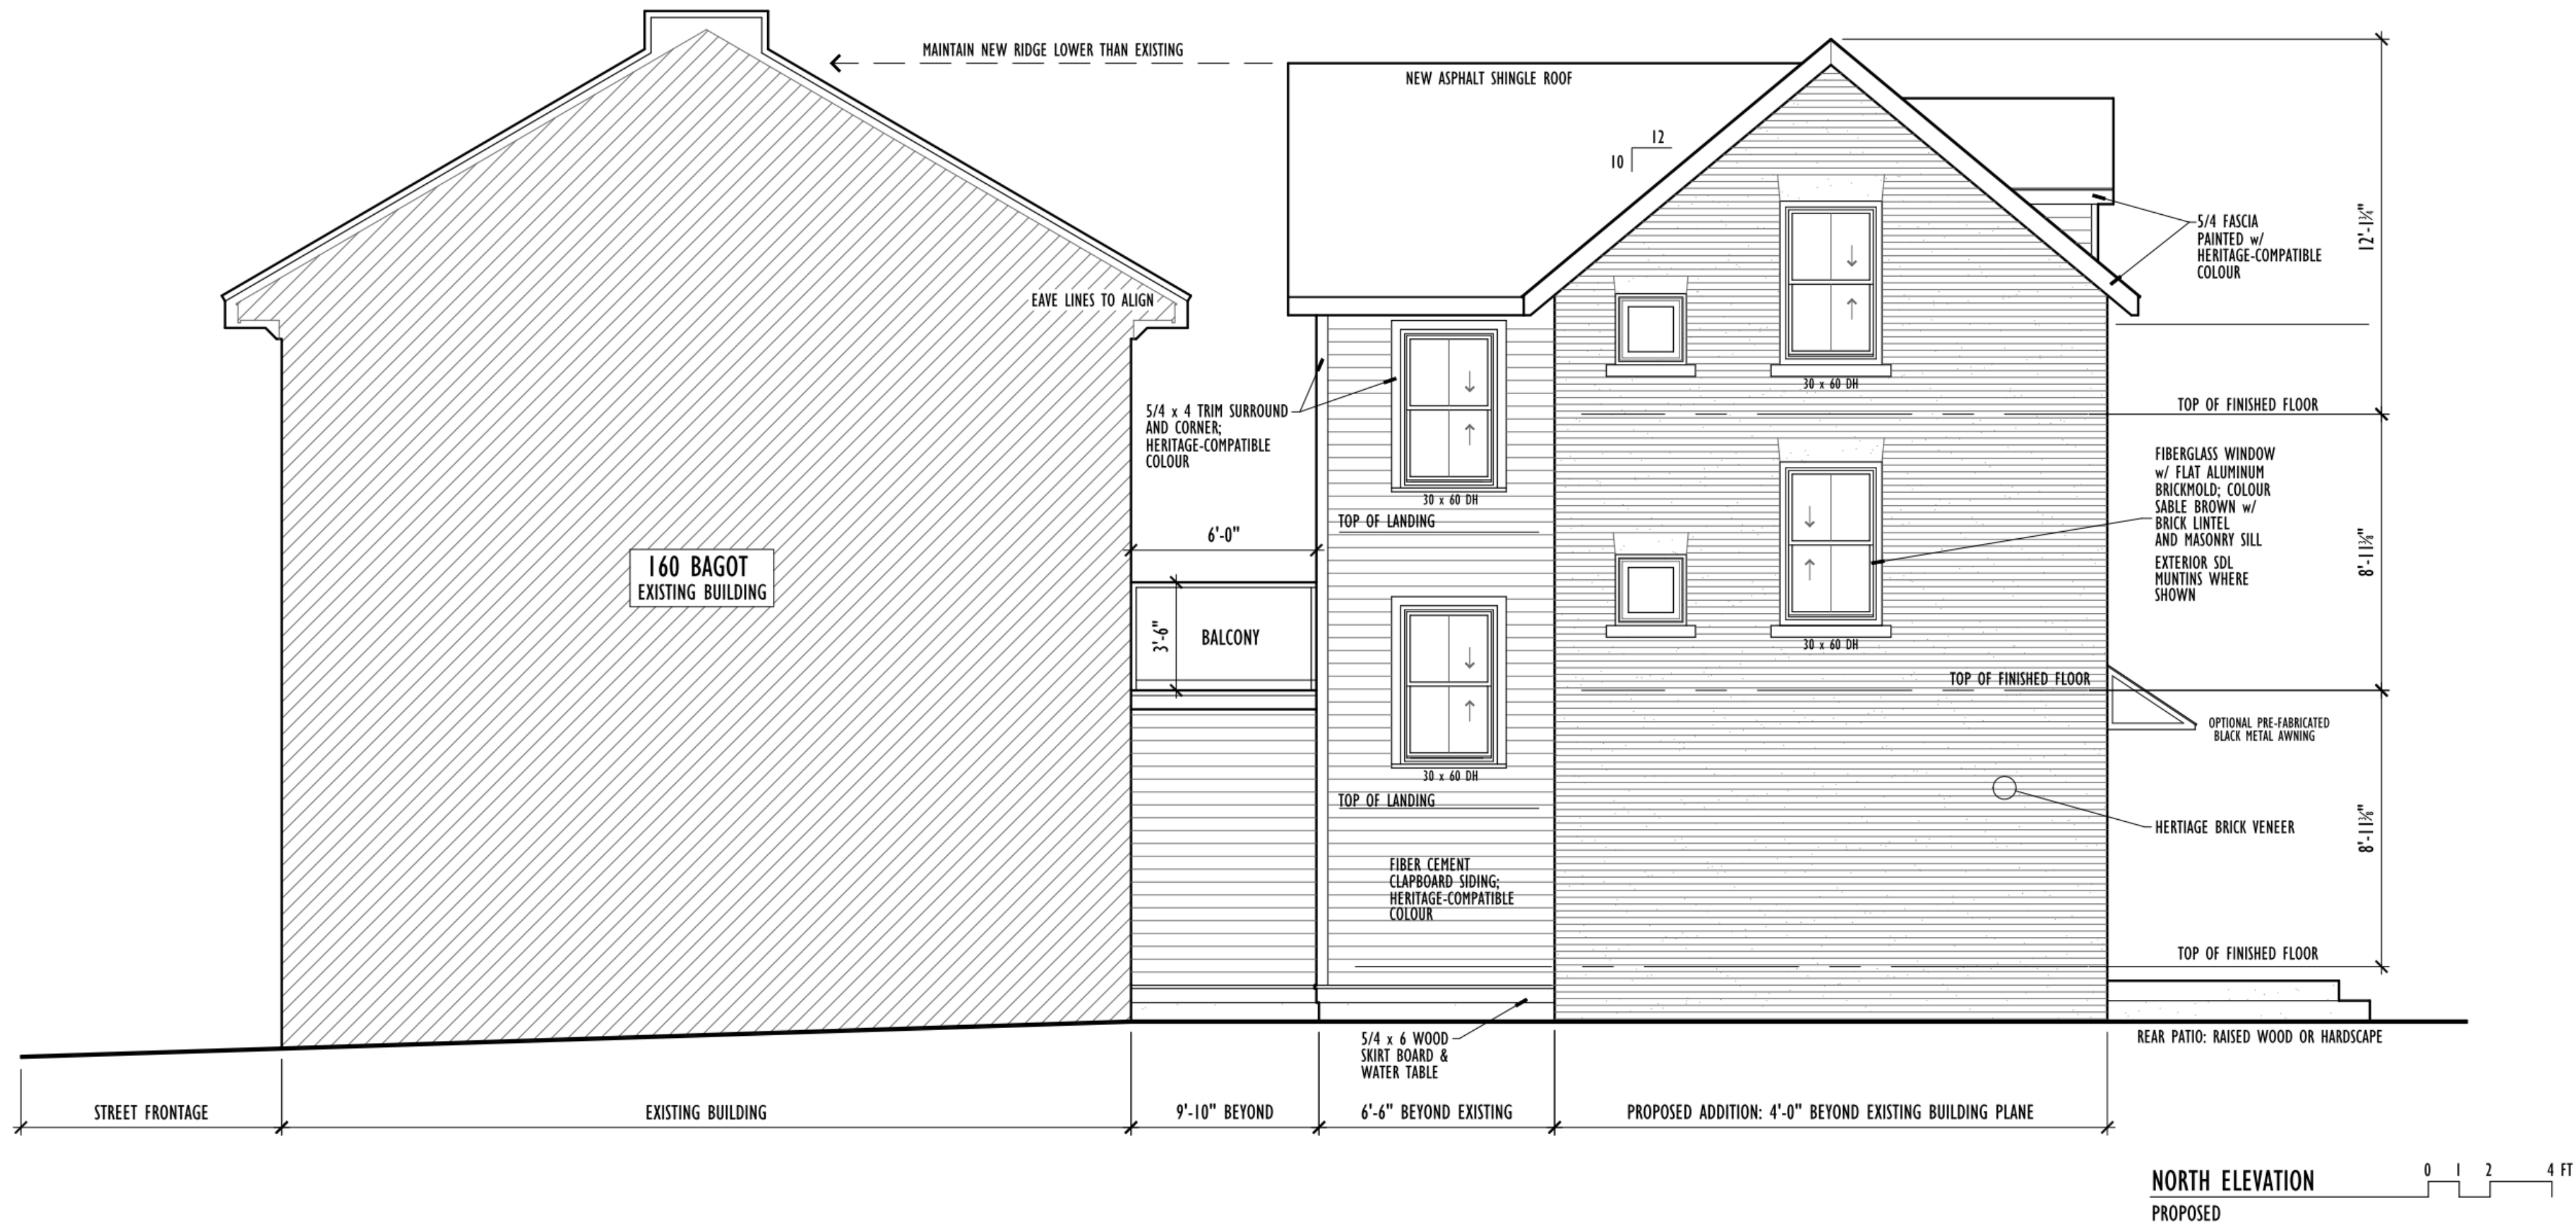 MAINTAIN NEW RIDGE LOWER THAN EXISTING
NEW ASPHALT SHINGLE ROOF
12
10
5/4 FASCIA
PAINTED w/
HERITAGE-COMPATIBLE
COLOUR
12'-1¾"
EAVE LINES TO ALIGN
30 x 60 DH
TOP OF FINISHED FLOOR
5/4 x 4 TRIM SURROUND
AND CORNER;
HERITAGE-COMPATIBLE
COLOUR
30 x 60 DH
TOP OF LANDING
6'-0"
FIBERGLASS WINDOW
w/ FLAT ALUMINUM
BRICKMOLD; COLOUR
SABLE BROWN w/
BRICK LINTEL
AND MASONRY SILL
EXTERIOR SDL
MUNTINS WHERE
SHOWN
8'-11⅜"
160 BAGOT
EXISTING BUILDING
3'-6"
BALCONY
30 x 60 DH
TOP OF FINISHED FLOOR
OPTIONAL PRE-FABRICATED
BLACK METAL AWNING
30 x 60 DH
TOP OF LANDING
HERTIAGE BRICK VENEER
8'-11⅜"
FIBER CEMENT
CLAPBOARD SIDING;
HERITAGE-COMPATIBLE
COLOUR
TOP OF FINISHED FLOOR
5/4 x 6 WOOD
SKIRT BOARD &
WATER TABLE
REAR PATIO: RAISED WOOD OR HARDSCAPE
STREET FRONTAGE
EXISTING BUILDING
9'-10" BEYOND
6'-6" BEYOND EXISTING
PROPOSED ADDITION: 4'-0" BEYOND EXISTING BUILDING PLANE
NORTH ELEVATION
PROPOSED
0 1 2 4 FT